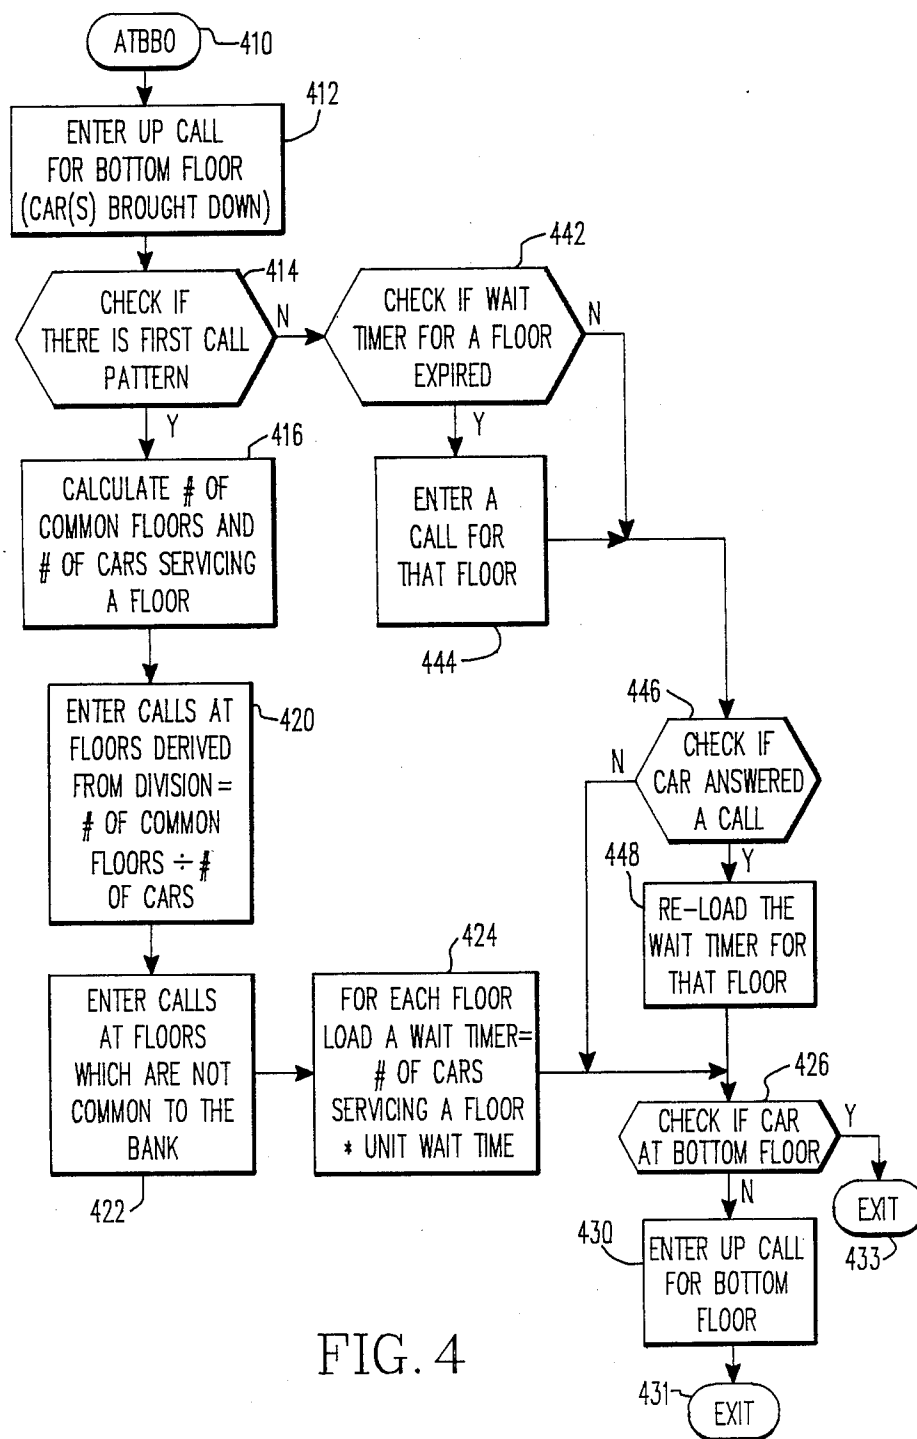 ATBBO
410
412
ENTER UP CALL
FOR BOTTOM FLOOR
(CAR(S) BROUGHT DOWN)
414
CHECK IF
THERE IS FIRST CALL
PATTERN
N
Y
442
CHECK IF WAIT
TIMER FOR A FLOOR
EXPIRED
N
Y
416
CALCULATE # OF
COMMON FLOORS AND
# OF CARS SERVICING
A FLOOR
ENTER A
CALL FOR
THAT FLOOR
444
420
ENTER CALLS AT
FLOORS DERIVED
FROM DIVISION=
# OF COMMON
FLOORS ÷ #
OF CARS
446
CHECK IF
CAR ANSWERED
A CALL
N
Y
448
RE-LOAD THE
WAIT TIMER FOR
THAT FLOOR
ENTER CALLS
AT FLOORS
WHICH ARE NOT
COMMON TO THE
BANK
422
424
FOR EACH FLOOR
LOAD A WAIT TIMER=
# OF CARS
SERVICING A FLOOR
* UNIT WAIT TIME
426
CHECK IF CAR
AT BOTTOM FLOOR
Y
N
EXIT
433
430
ENTER UP CALL
FOR BOTTOM
FLOOR
431
EXIT
FIG. 4